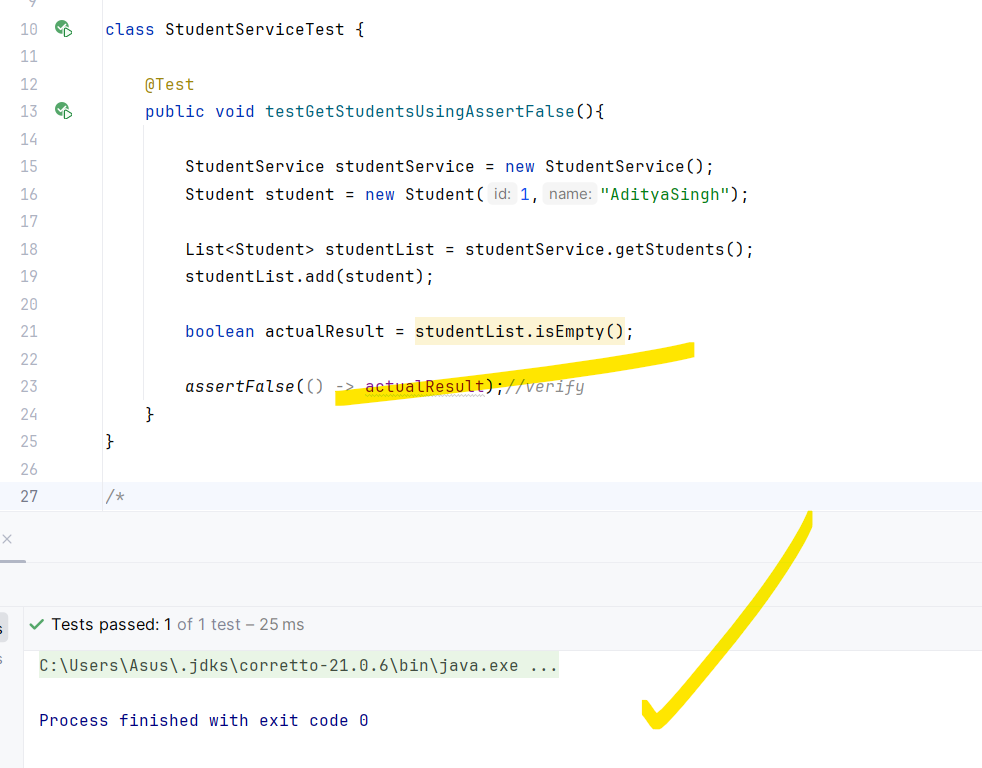 9
10 class StudentServiceTest {
11
12 @Test
13 public void testGetStudentsUsingAssertFalse(){
14
15 StudentService studentService = new StudentService();
16 Student student = new Student( id: 1, name: "AdityaSingh");
17
18 List<Student> studentList = studentService.getStudents();
19 studentList.add(student);
20
21 boolean actualResult = studentList.isEmpty();
22
23 assertFalse(() -> actualResult);//verify
24 }
25 }
26
27 /*
Tests passed: 1 of 1 test – 25 ms
C:\Users\Asus\.jdks\corretto-21.0.6\bin\java.exe ...
Process finished with exit code 0